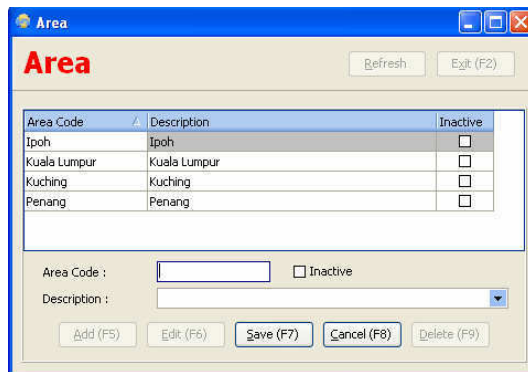 Area
Area
Refresh
Exit (F2)
Area Code Description Inactive
Ipoh Ipoh
Kuala Lumpur Kuala Lumpur
Kuching Kuching
Penang Penang
Area Code : Inactive
Description :
Add (F5) Edit (F6) Save (F7) Cancel (F8) Delete (F9)